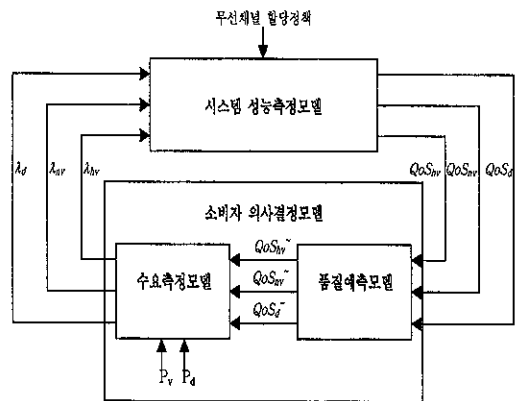 무선채널 할당정책
시스템 성능측정모델
λd λnv λhv
QoShv QoSnv QoSd
소비자 의사결정모델
QoShv~
QoSnv~
QoSd~
수요측정모델
품질예측모델
Pv Pd